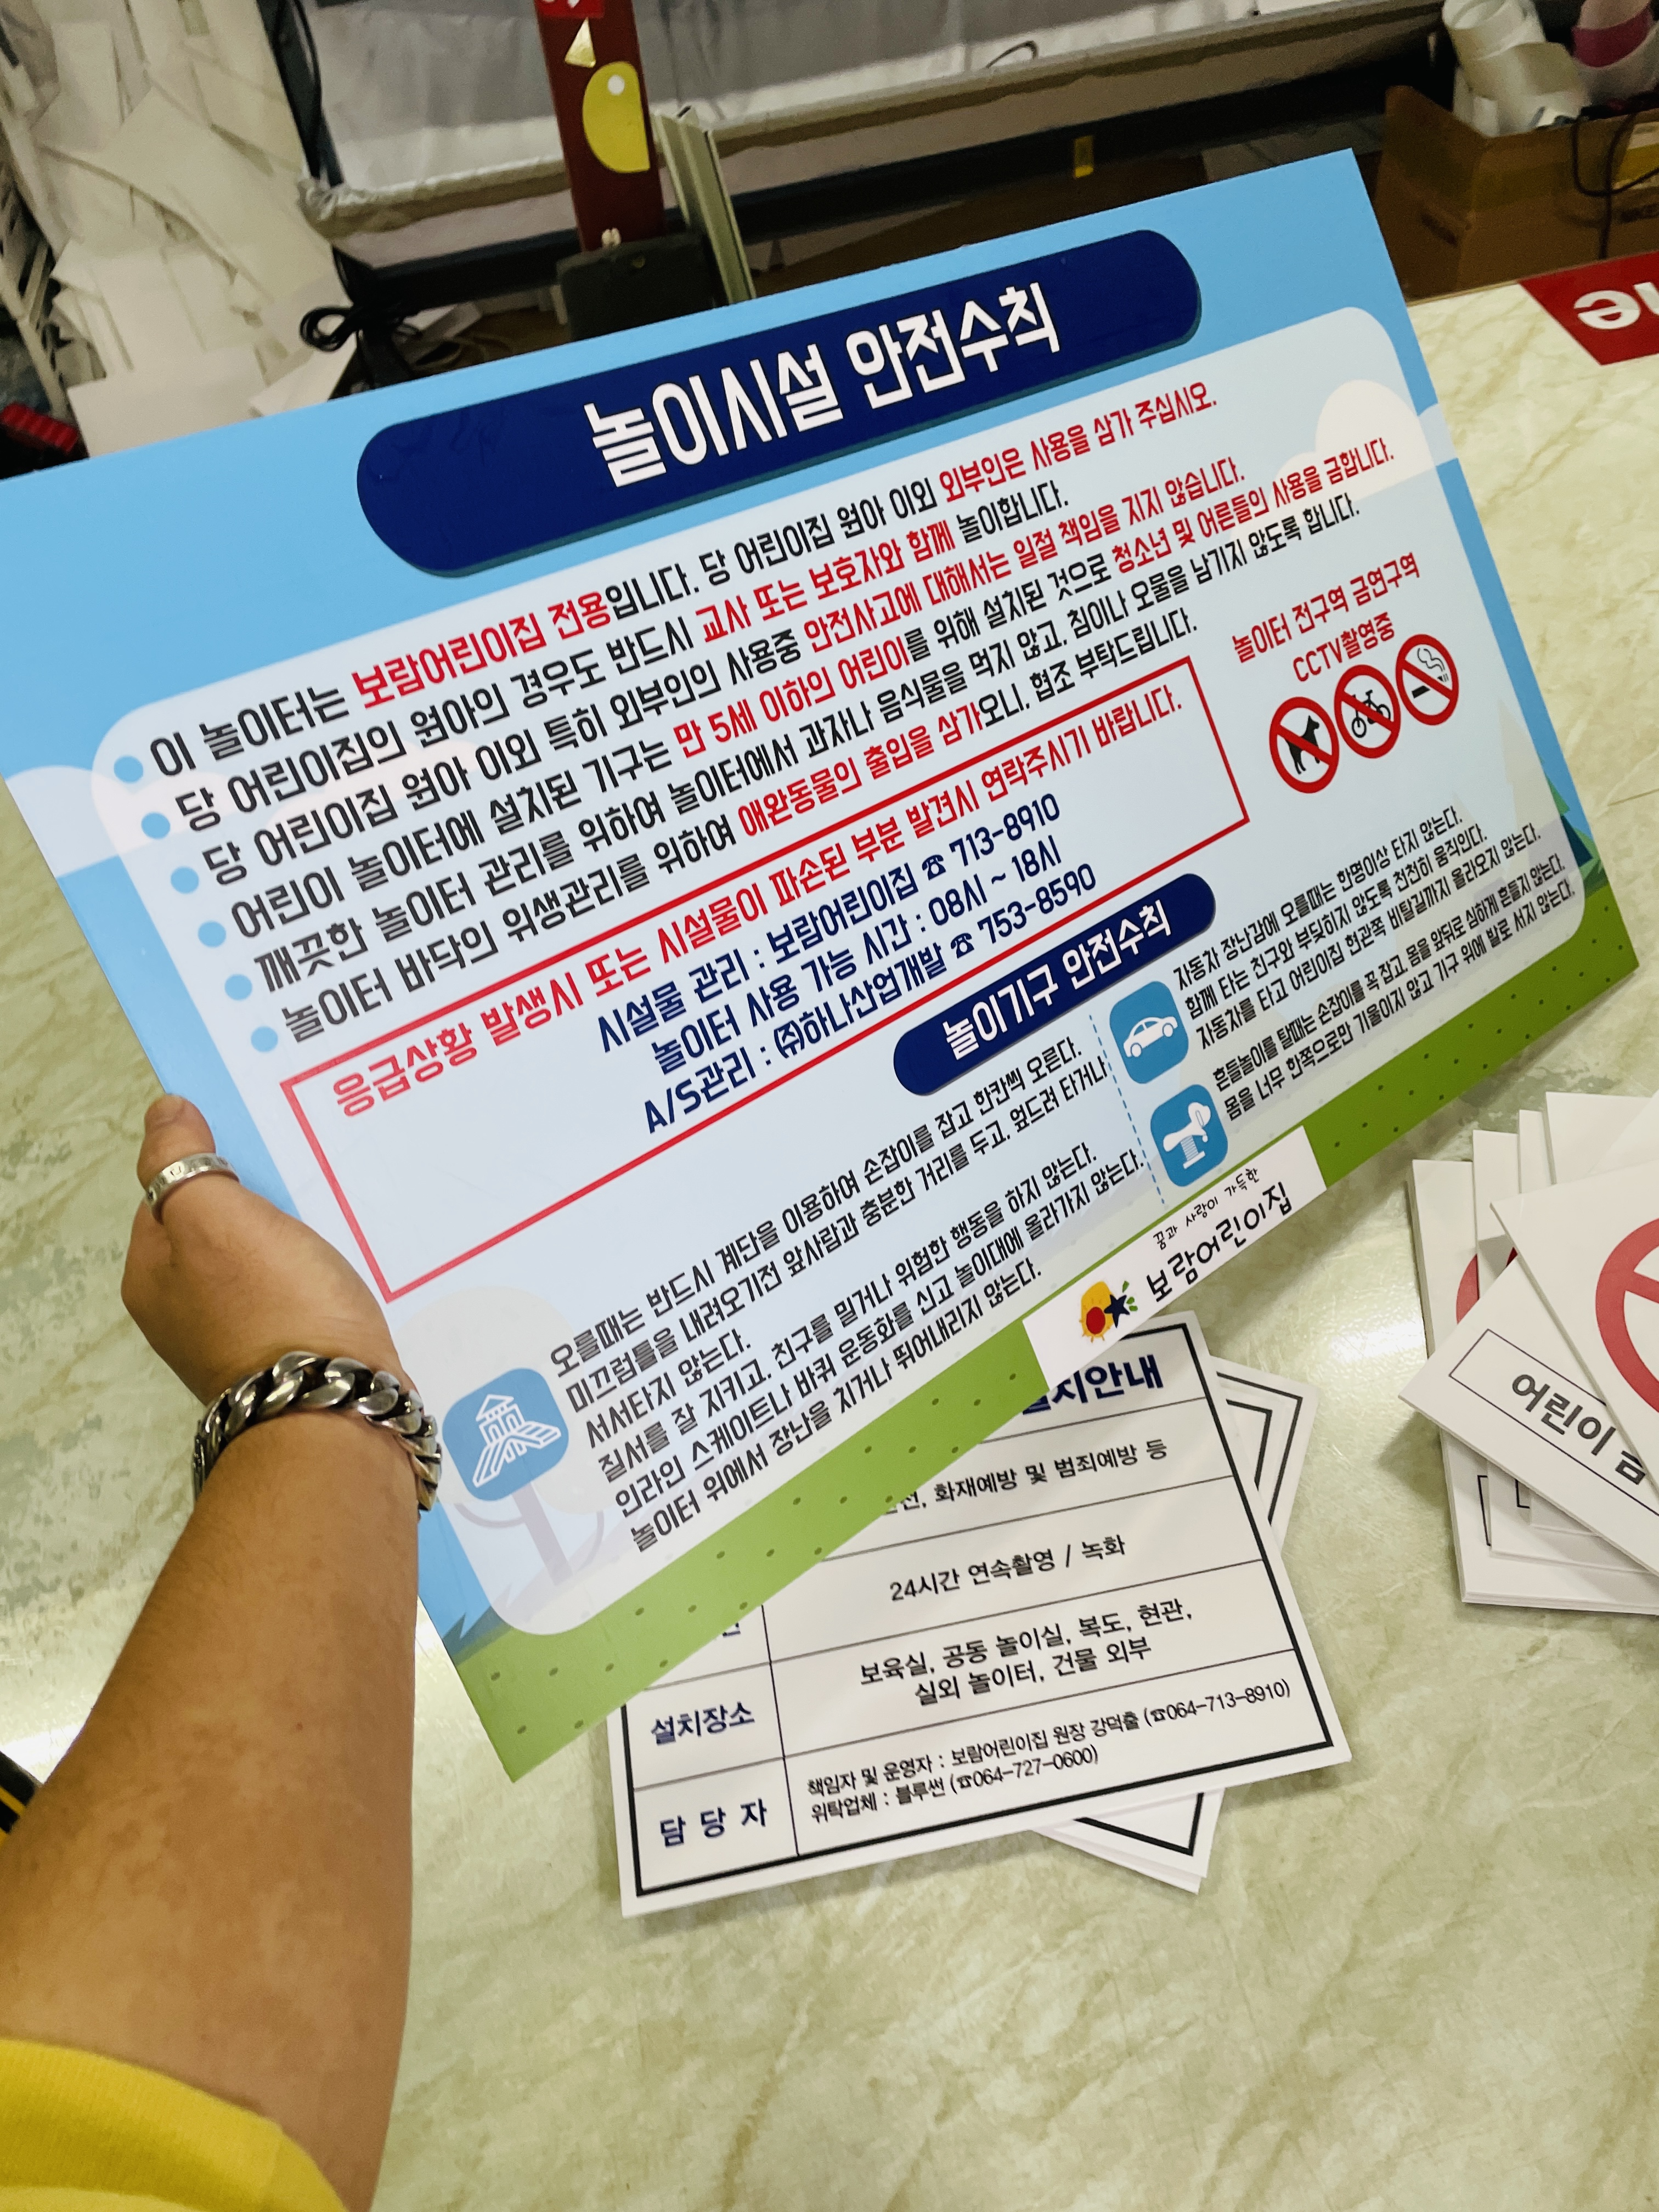 놀이시설 안전수칙
이 놀이터는 보람어린이집 전용입니다. 당 어린이집 원아 이외 외부인은 사용을 삼가 주십시오.
당 어린이집의 원아의 경우도 반드시 교사 또는 보호자와 함께 놀이합니다.
당 어린이집 원아 이외 특히 외부인의 사용중 안전사고에 대해서는 일절 책임을 지지 않습니다.
어린이 놀이터에 설치된 기구는 만 5세 이하의 어린이를 위해 설치된 것으로 청소년 및 어른들의 사용을 금합니다.
깨끗한 놀이터 관리를 위하여 놀이터에서 과자나 음식물을 먹지 않고, 침이나 오물을 남기지 않도록 합니다.
놀이터 바닥의 위생관리를 위하여 애완동물의 출입을 삼가오니, 협조 부탁드립니다.
응급상황 발생시 또는 시설물이 파손된 부분 발견시 연락주시기 바랍니다.
시설물 관리 : 보람어린이집 ☎ 713-8910
놀이터 사용 가능 시간 : 08시 ~ 18시
A/S관리 : ㈜하나산업개발 ☎ 753-8590
놀이터 전구역 금연구역
CCTV촬영중
놀이기구 안전수칙
오를때는 반드시 계단을 이용하여 손잡이를 잡고 한칸씩 오른다.
미끄럼틀을 내려오기전 앞사람과 충분한 거리를 두고, 엎드려 타거나
서서타지 않는다.
질서를 잘 지키고, 친구를 밀거나 위험한 행동을 하지 않는다.
인라인 스케이트나 바퀴 운동화를 신고 놀이대에 올라가지 않는다.
놀이터 위에서 장난을 치거나 뛰어내리지 않는다.
자동차 장난감에 오를때는 한명이상 타지 않는다.
함께 타는 친구와 부딪히지 않도록 천천히 움직인다.
자동차를 타고 어린이집 현관쪽 비탈길까지 올라오지 않는다.
흔들놀이를 탈때는 손잡이를 꼭 잡고 몸을 앞뒤로 심하게 흔들지 않는다.
몸을 너무 한쪽으로만 기울이지 않고 기구 위에 발로 서지 않는다.
꿈과 사랑이 가득한
보람어린이집
치안내
화재예방 및 범죄예방 등
24시간 연속촬영 / 녹화
설치장소
보육실, 공동 놀이실, 복도, 현관,
실외 놀이터, 건물 외부
담 당 자
책임자 및 운영자 : 보람어린이집 원장 강덕출 (☎064-713-8910)
위탁업체 : 블루썬 (☎064-727-0600)
어린이